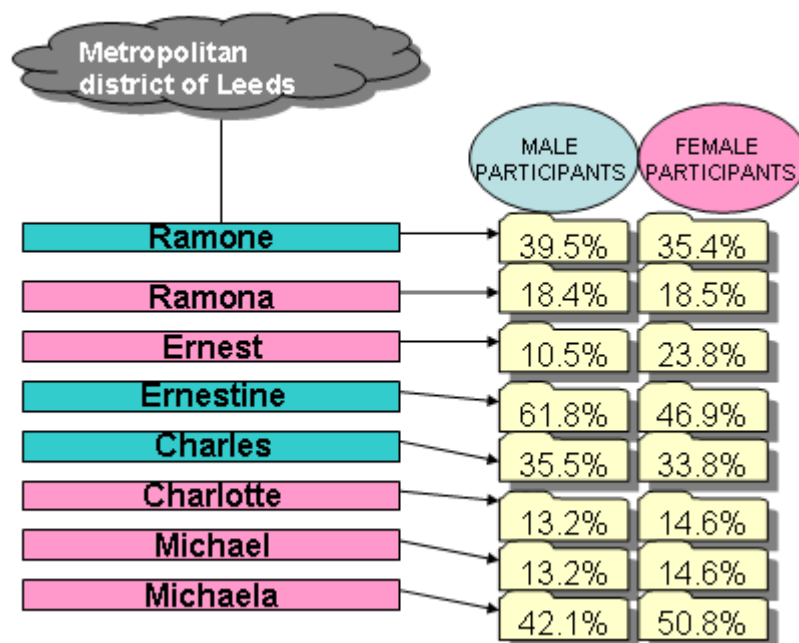 Metropolitan
district of Leeds
MALE
PARTICIPANTS
FEMALE
PARTICIPANTS
Ramone 39.5% 35.4%
Ramona 18.4% 18.5%
Ernest 10.5% 23.8%
Ernestine 61.8% 46.9%
Charles 35.5% 33.8%
Charlotte 13.2% 14.6%
Michael 13.2% 14.6%
Michaela 42.1% 50.8%